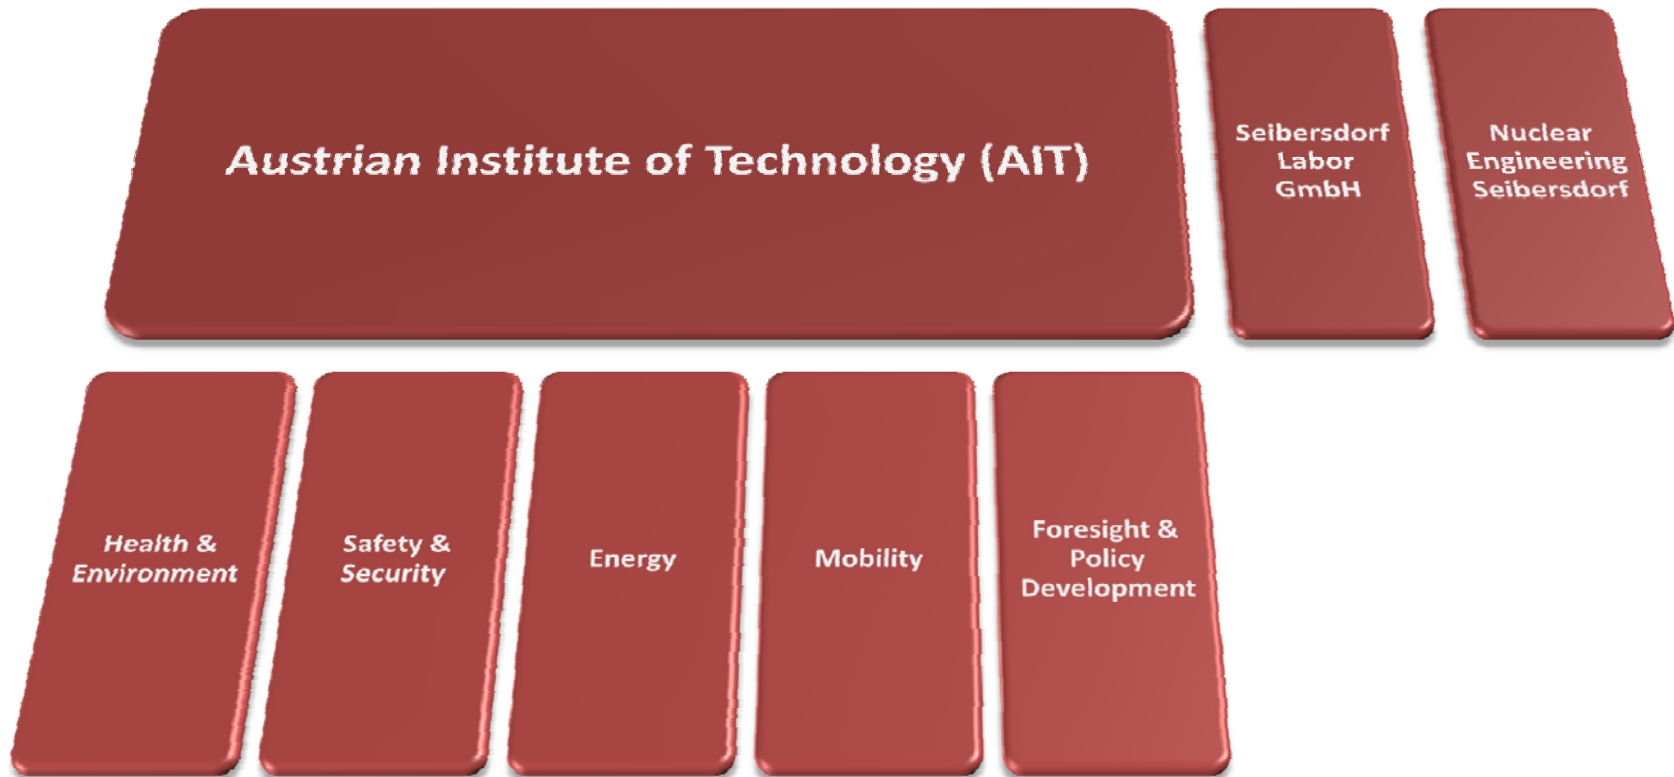 Austrian Institute of Technology (AIT)
Seibersdorf
Labor
GmbH
Nuclear
Engineering
Seibersdorf
Health &
Environment
Safety &
Security
Energy
Mobility
Foresight &
Policy
Development